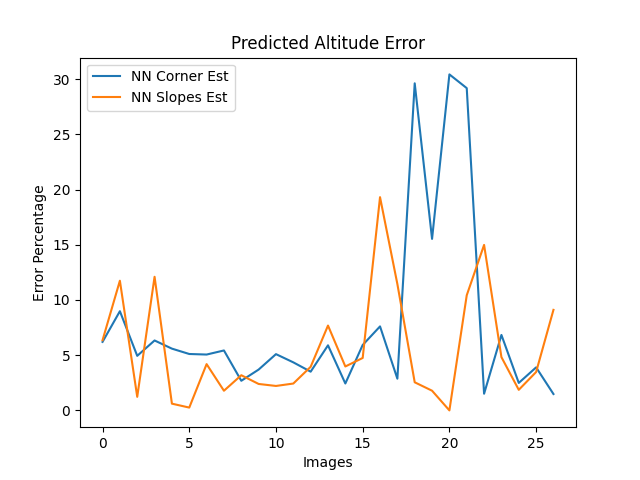 Predicted Altitude Error
NN Corner Est
NN Slopes Est
Error Percentage
30
25
20
15
10
5
0
0 5 10 15 20 25
Images